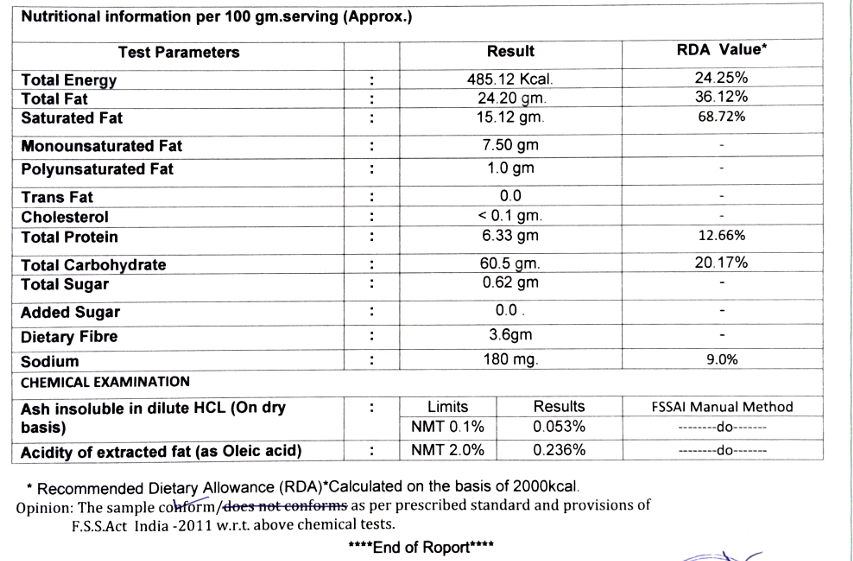 Nutritional information per 100 gm.serving (Approx.)
Test Parameters Result RDA Value*
Total Energy : 485.12 Kcal. 24.25%
Total Fat : 24.20 gm. 36.12%
Saturated Fat : 15.12 gm. 68.72%
Monounsaturated Fat : 7.50 gm -
Polyunsaturated Fat : 1.0 gm -
Trans Fat : 0.0 -
Cholesterol : < 0.1 gm. -
Total Protein : 6.33 gm 12.66%
Total Carbohydrate : 60.5 gm. 20.17%
Total Sugar : 0.62 gm -
Added Sugar : 0.0 . -
Dietary Fibre : 3.6gm -
Sodium : 180 mg. 9.0%
CHEMICAL EXAMINATION
Ash insoluble in dilute HCL (On dry : Limits Results FSSAI Manual Method
basis) NMT 0.1% 0.053% --------do-------
Acidity of extracted fat (as Oleic acid) : NMT 2.0% 0.236% --------do-------
* Recommended Dietary Allowance (RDA)*Calculated on the basis of 2000kcal.
Opinion: The sample conform/does not conforms as per prescribed standard and provisions of
F.S.S.Act India -2011 w.r.t. above chemical tests.
****End of Roport****